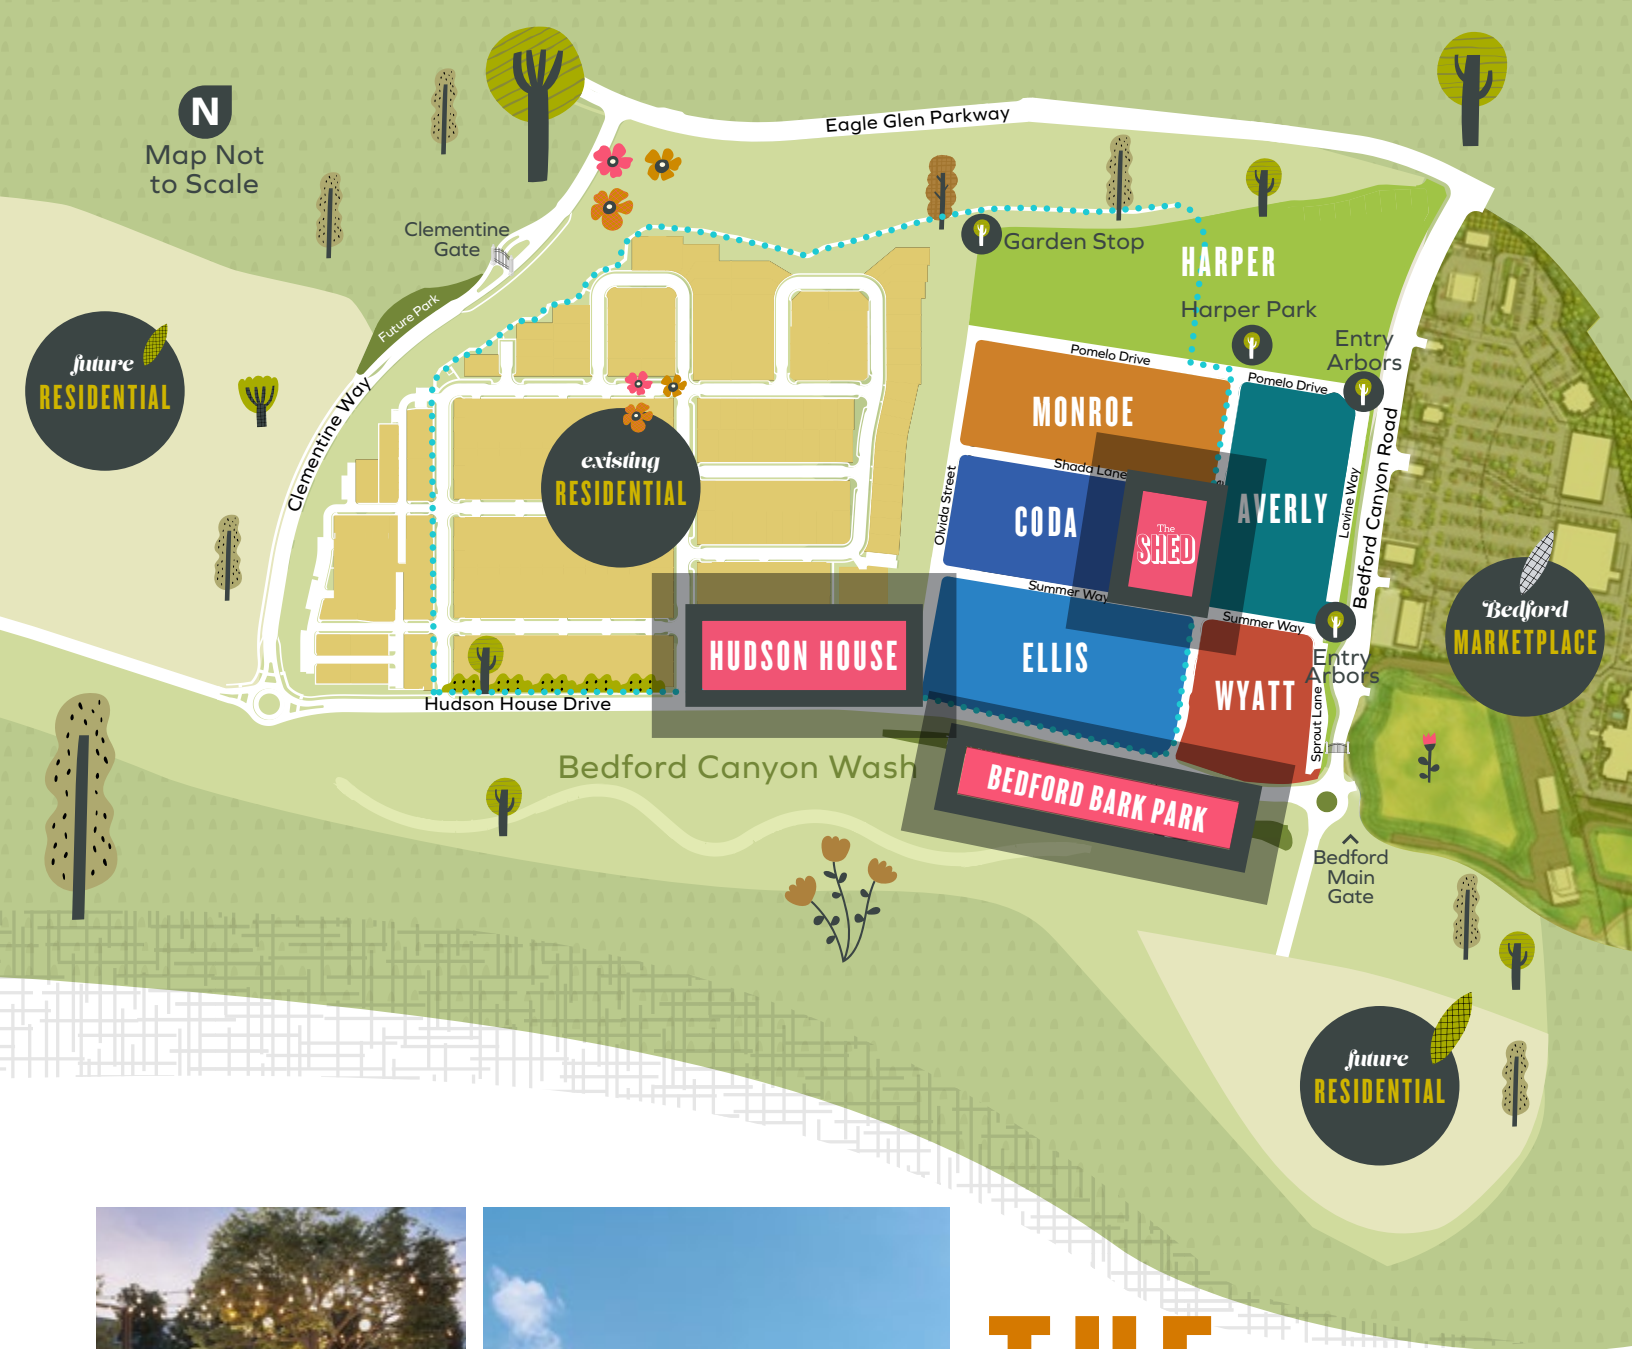 N
Map Not
to Scale
Eagle Glen Parkway
Clementine
Gate
Garden Stop
HARPER
Future Park
Harper Park
Entry
Arbors
future
RESIDENTIAL
Pomelo Drive
Pomelo Drive
MONROE
Clementine Way
existing
RESIDENTIAL
Shada Lane
Olvida Street
CODA
The
SHED
AVERLY
Lavine Way
Bedford Canyon Road
Summer Way
Summer Way
Bedford
MARKETPLACE
HUDSON HOUSE
ELLIS
Entry
Arbors
WYATT
Sprout Lane
Hudson House Drive
Bedford Canyon Wash
BEDFORD BARK PARK
Bedford
Main
Gate
future
RESIDENTIAL